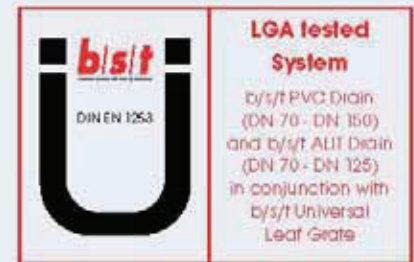 b/s/t
DIN EN 1253
LGA tested
System
b/s/t PVC Drain
(DN 70 - DN 150)
and b/s/t ALIT Drain
(DN 70 - DN 125)
in conjunction with
b/s/t Universal
Leaf Grate